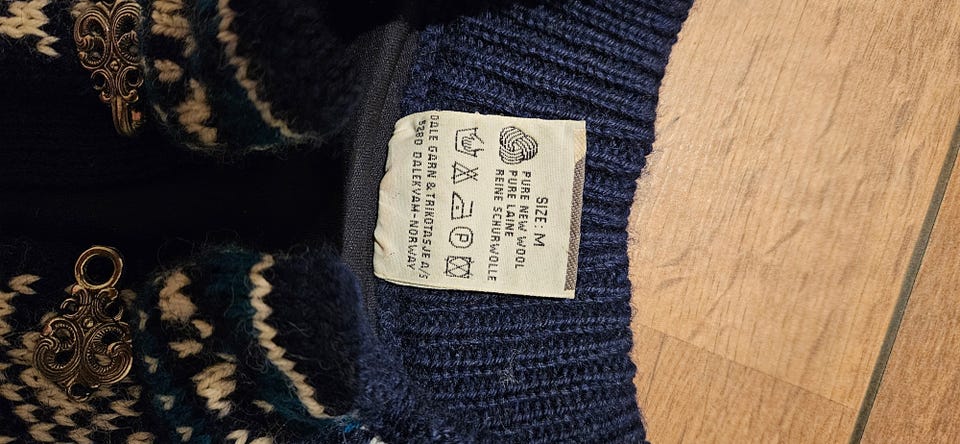 SIZE: M
PURE NEW WOOL
PURE LAINE
REINE SCHURWOLLE
P
DALE GARN & TRIKOTASJE A/S
5280 DALEKVAM-NORWAY